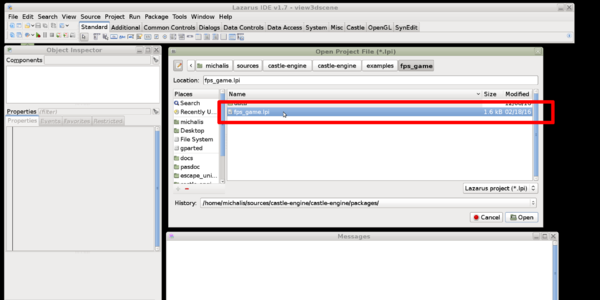 Lazarus IDE v1.7 - view3dscene
File Edit Search View Source Project Run Package Tools Window Help
Standard Additional Common Controls Dialogs Data Controls Data Access System Misc Castle OpenGL SynEdit
Object Inspector
Components
Properties (filter)
Properties Events Favorites Restricted
Open Project File (*.lpi)
michalis sources castle-engine castle-engine examples fps_game
Location: fps_game.lpi
Places
Search
Recently U...
michalis
Desktop
File System
gparted
docs
pasdoc
escape_uni...
Name Size Modified
data
fps_game.lpi 1.6 kB 02/10/16
Lazarus project (*.lpi)
History: /home/michalis/sources/castle-engine/castle-engine/packages/
Cancel Open
Messages